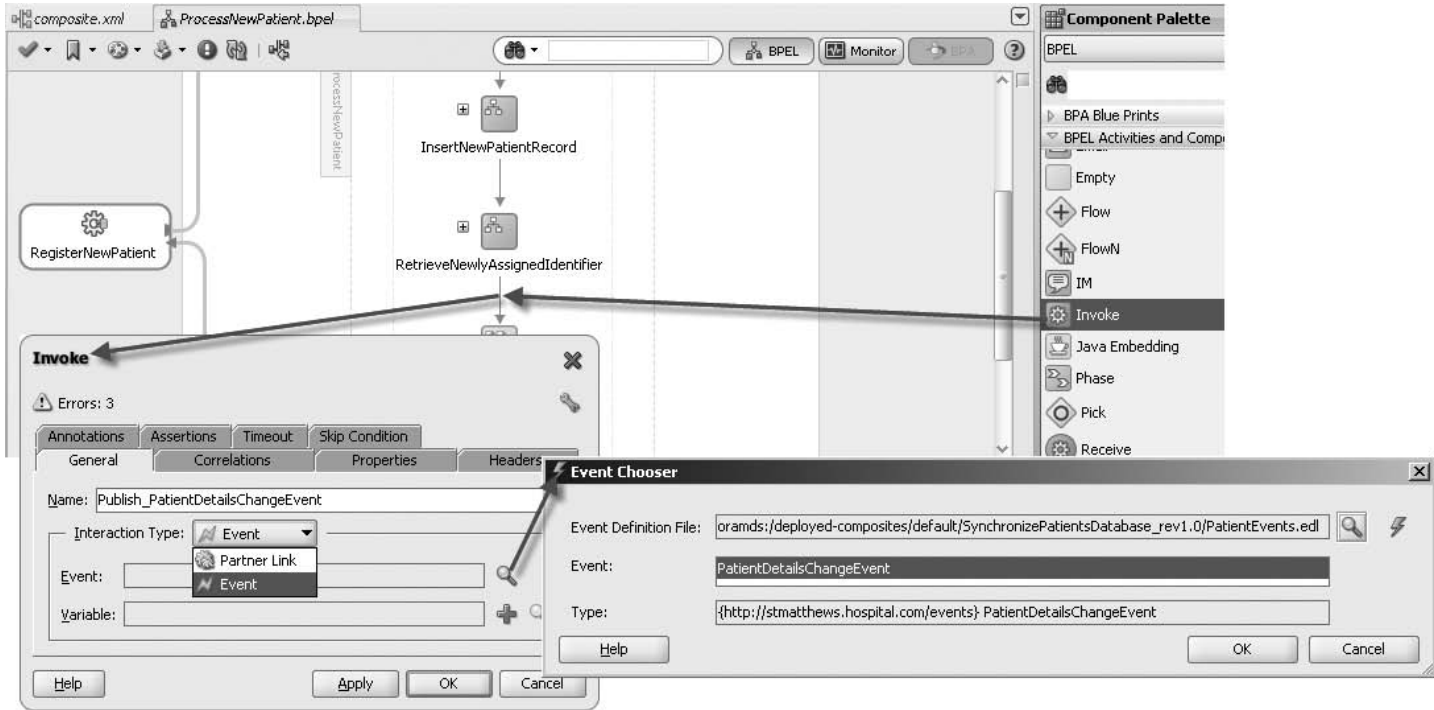 composite.xml
ProcessNewPatient.bpel
BPEL
Monitor
BPA
ProcessNewPatient
InsertNewPatientRecord
RegisterNewPatient
RetrieveNewlyAssignedIdentifier
Component Palette
BPEL
BPA Blue Prints
BPEL Activities and Compo
Empty
Flow
FlowN
IM
Invoke
Java Embedding
Phase
Pick
Receive
Invoke
Errors: 3
Annotations Assertions Timeout Skip Condition
General Correlations Properties Headers
Name: Publish_PatientDetailsChangeEvent
Interaction Type: Event
Partner Link
Event
Event:
Variable:
Help Apply OK Cancel
Event Chooser
Event Definition File: oramds:/deployed-composites/default/SynchronizePatientsDatabase_rev1.0/PatientEvents.edl
Event: PatientDetailsChangeEvent
Type: {http://stmatthews.hospital.com/events} PatientDetailsChangeEvent
Help OK Cancel